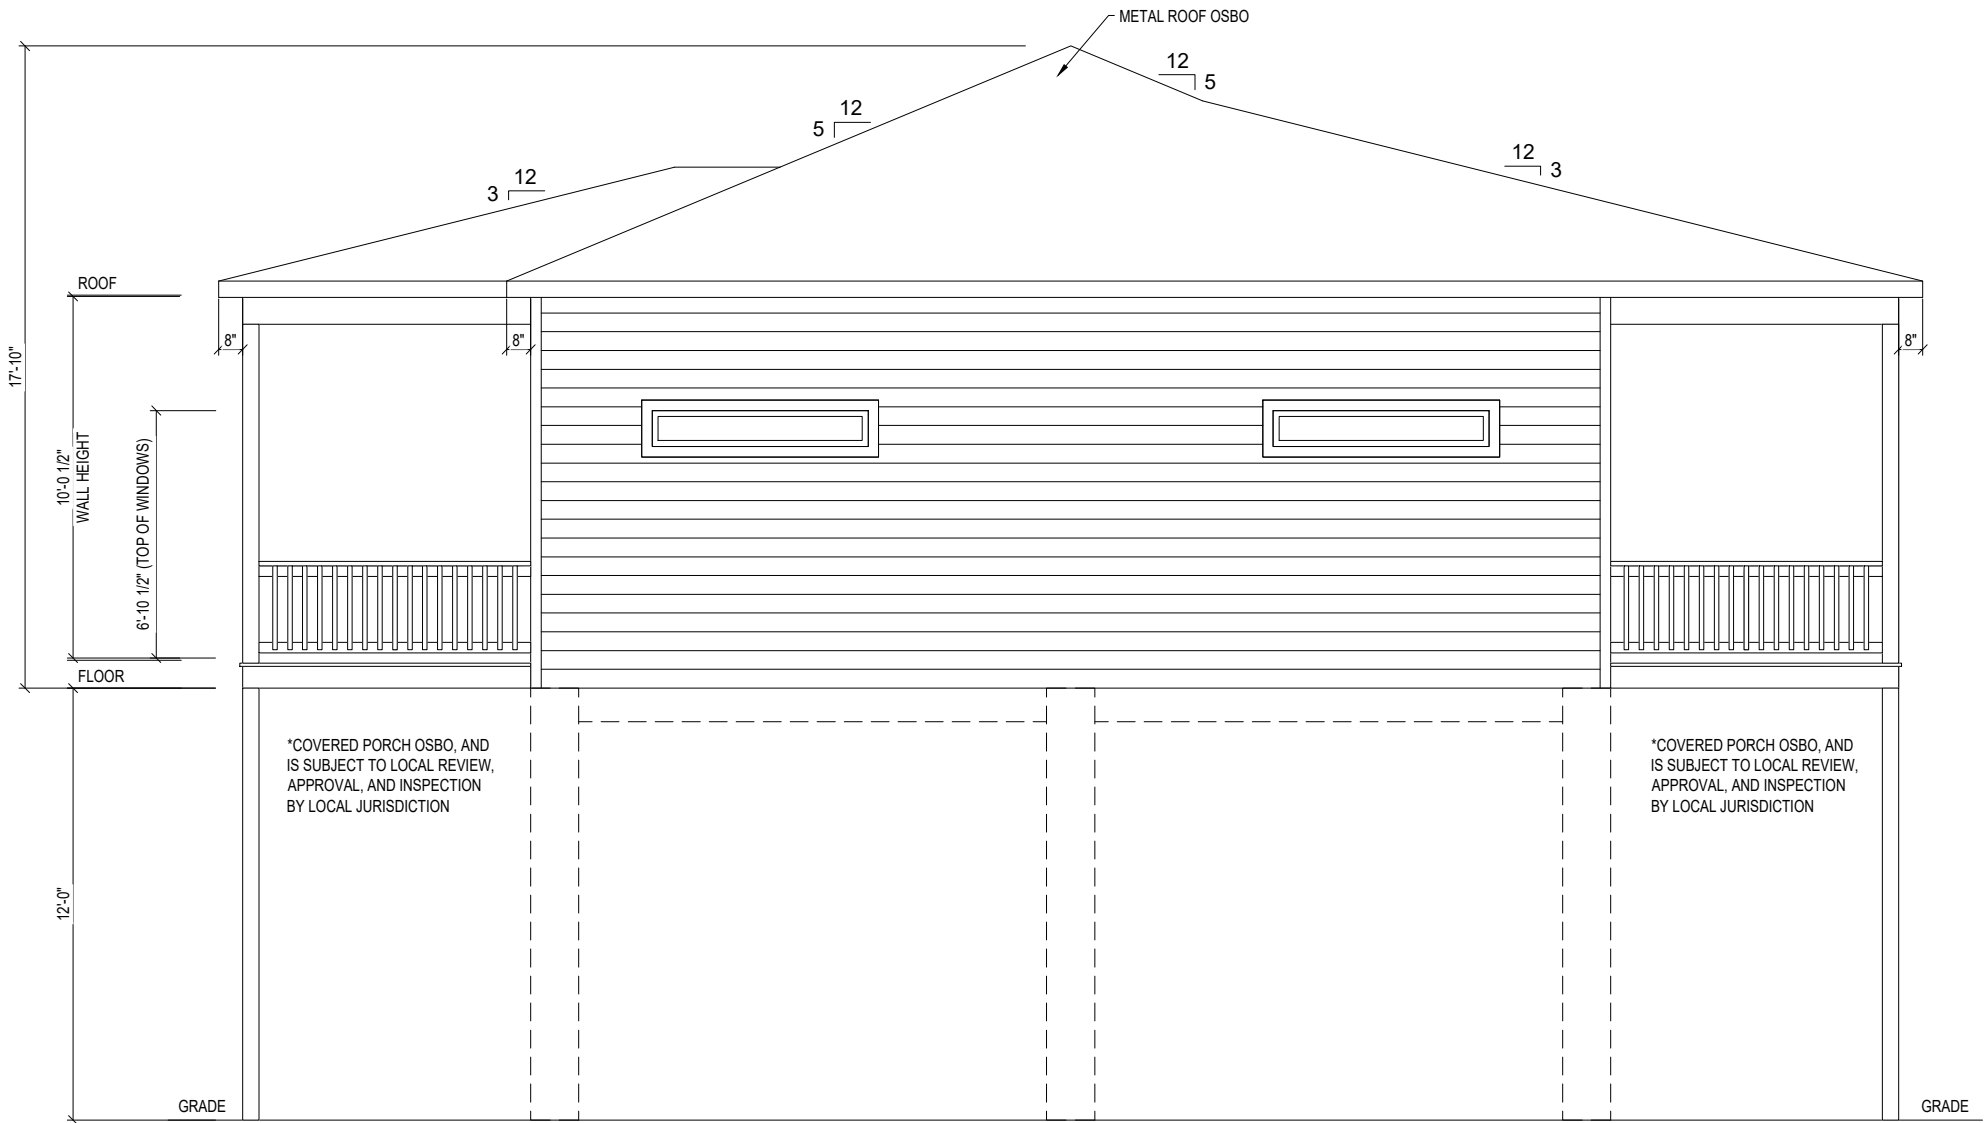 METAL ROOF OSBO
12
5
12
5
12
3
12
3
ROOF
8"
8"
8"
17'-10"
10'-0 1/2"
WALL HEIGHT
6'-10 1/2" (TOP OF WINDOWS)
FLOOR
*COVERED PORCH OSBO, AND
IS SUBJECT TO LOCAL REVIEW,
APPROVAL, AND INSPECTION
BY LOCAL JURISDICTION
*COVERED PORCH OSBO, AND
IS SUBJECT TO LOCAL REVIEW,
APPROVAL, AND INSPECTION
BY LOCAL JURISDICTION
12'-0"
GRADE
GRADE